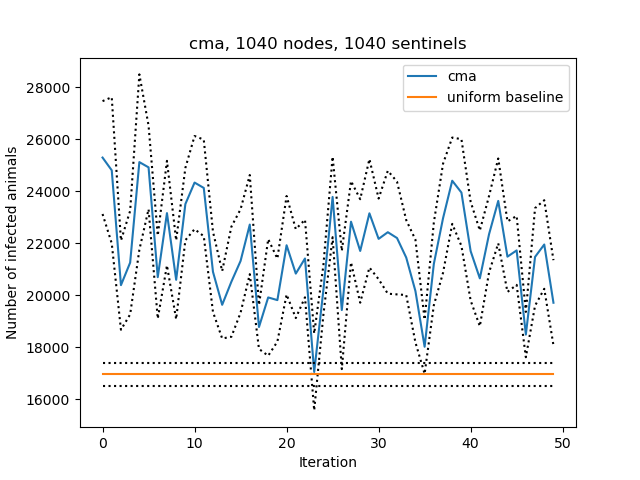 cma, 1040 nodes, 1040 sentinels
cma
uniform baseline
Number of infected animals
28000
26000
24000
22000
20000
18000
16000
0
10
20
30
40
50
Iteration